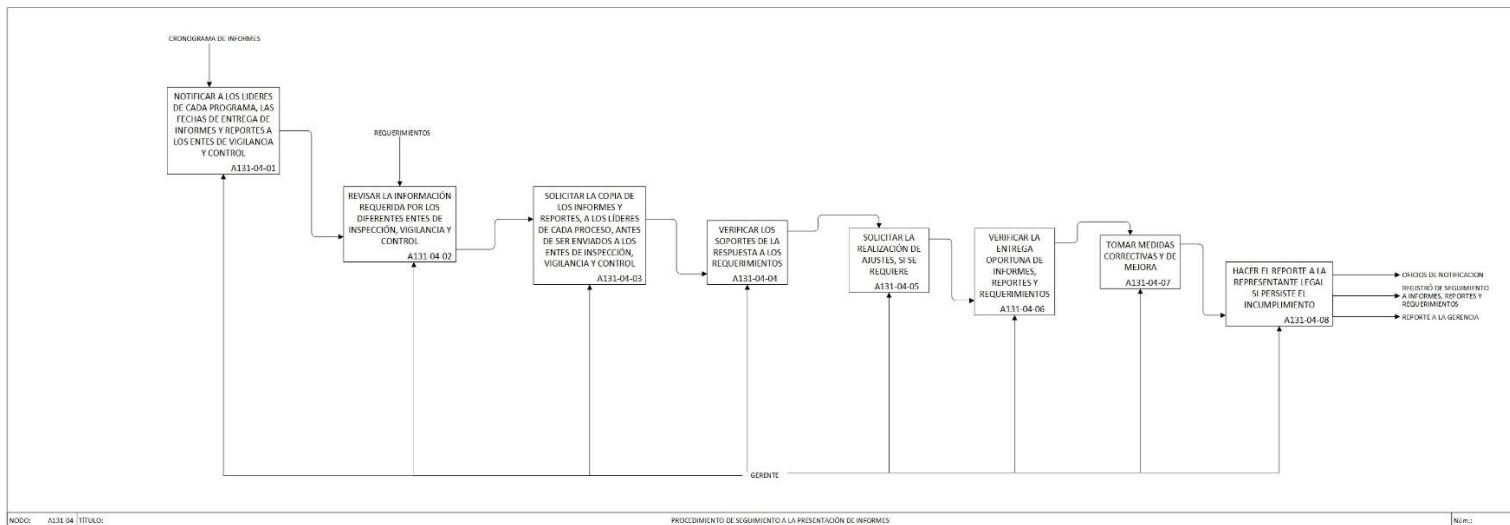 CRONOGRAMA DE INFORMES
NOTIFICAR A LOS LIDERES
DE CADA PROGRAMA, LAS
FECHAS DE ENTREGA DE
INFORMES Y REPORTES A
LOS ENTES DE VIGILANCIA
Y CONTROL
A131-04-01
REQUERIMIENTOS
REVISAR LA INFORMACIÓN
REQUERIDA POR LOS
DIFERENTES ENTES DE
INSPECCIÓN, VIGILANCIA Y
CONTROL
A131-04-02
SOLICITAR LA COPIA DE
LOS INFORMES Y
REPORTES, A LOS LÍDERES
DE CADA PROCESO, ANTES
DE SER ENVIADOS A LOS
ENTES DE INSPECCIÓN,
VIGILANCIA Y CONTROL
A131-04-03
VERIFICAR LOS
SOPORTES DE LA
RESPUESTA A LOS
REQUERIMIENTOS
A131-04-04
SOLICITAR LA
REALIZACIÓN DE
AJUSTES, SI SE
REQUIERE
A131-04-05
VERIFICAR LA
ENTREGA
OPORTUNA DE
INFORMES,
REPORTES Y
REQUERIMIENTOS
A131-04-06
TOMAR MEDIDAS
CORRECTIVAS Y DE
MEJORA
A131-04-07
HACER EL REPORTE A LA
REPRESENTANTE LEGAL
SI PERSISTE EL
INCUMPLIMIENTO
A131-04-08
OFICIOS DE NOTIFICACION
REGISTRÓ DE SEGUIMIENTO
A INFORMES, REPORTES Y
REQUERIMIENTOS
REPORTE A LA GERENCIA
GERENTE
NODO: A131-04 TÍTULO: PROCEDIMIENTO DE SEGUIMIENTO A LA PRESENTACIÓN DE INFORMES Núm.: